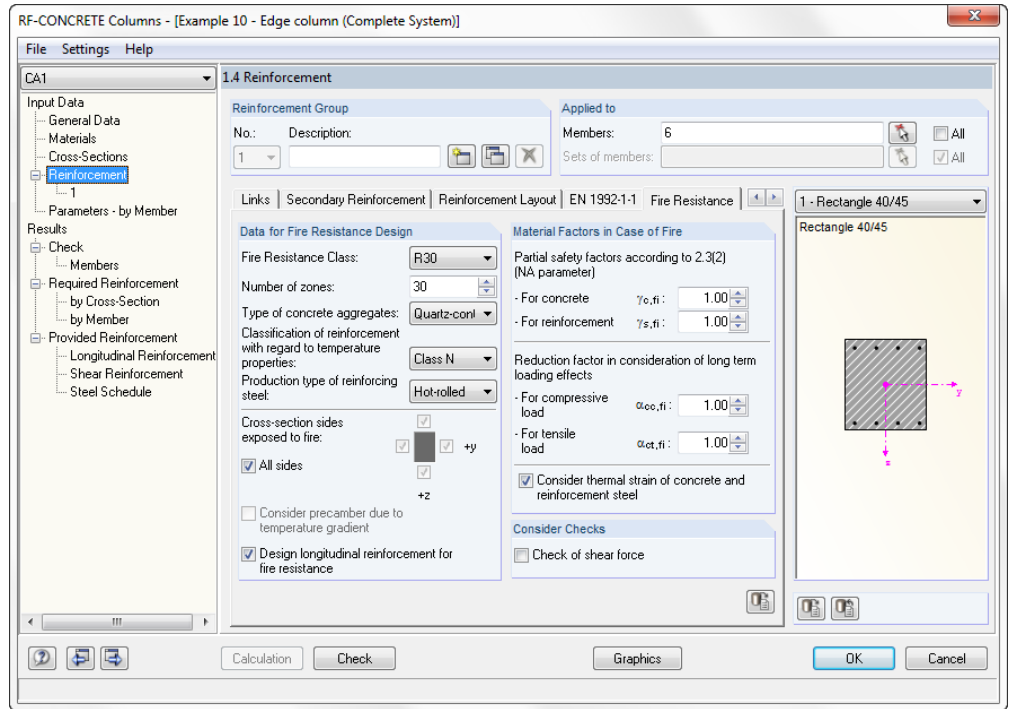 RF-CONCRETE Columns - [Example 10 - Edge column (Complete System)]
File Settings Help
CA1
Input Data
General Data
Materials
Cross-Sections
Reinforcement
1
Parameters - by Member
Results
Check
Members
Required Reinforcement
by Cross-Section
by Member
Provided Reinforcement
Longitudinal Reinforcement
Shear Reinforcement
Steel Schedule
1.4 Reinforcement
Reinforcement Group
No.: Description:
1
Applied to
Members: 6 All
Sets of members: All
Links Secondary Reinforcement Reinforcement Layout EN 1992-1-1 Fire Resistance
Data for Fire Resistance Design
Fire Resistance Class: R30
Number of zones: 30
Type of concrete aggregates: Quartz-cont
Classification of reinforcement
with regard to temperature
properties: Class N
Production type of reinforcing
steel: Hot-rolled
Cross-section sides
exposed to fire:
+y
All sides
+z
Consider precamber due to
temperature gradient
Design longitudinal reinforcement for
fire resistance
Material Factors in Case of Fire
Partial safety factors according to 2.3(2)
(NA parameter)
- For concrete γc,fi : 1.00
- For reinforcement γs,fi : 1.00
Reduction factor in consideration of long term
loading effects
- For compressive
load αcc,fi : 1.00
- For tensile
load αct,fi : 1.00
Consider thermal strain of concrete and
reinforcement steel
Consider Checks
Check of shear force
1 - Rectangle 40/45
Rectangle 40/45
y
z
Calculation Check Graphics OK Cancel